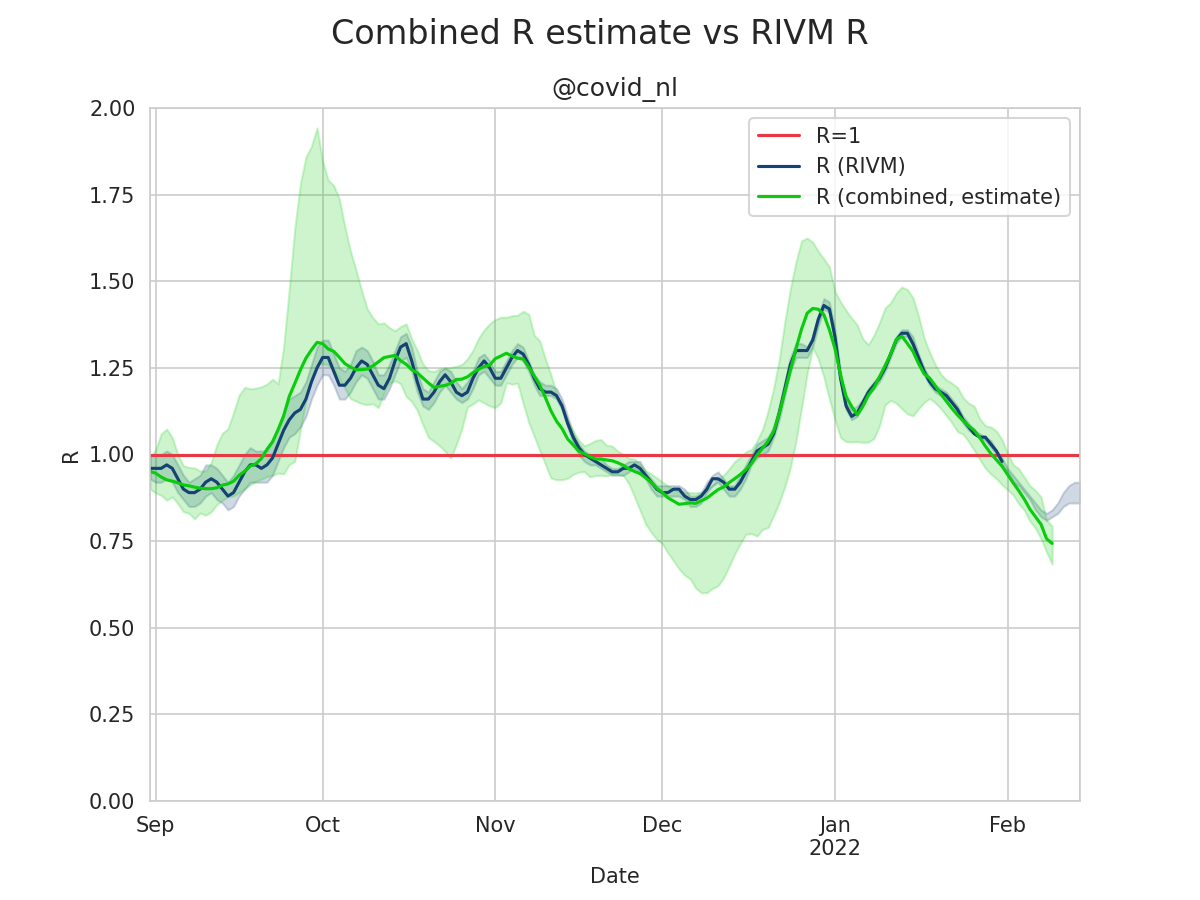 Combined R estimate vs RIVM R
@covid_nl
2.00
1.75
1.50
1.25
1.00
0.75
0.50
0.25
0.00
R
R=1
R (RIVM)
R (combined, estimate)
Sep Oct Nov Dec Jan Feb
2022
Date